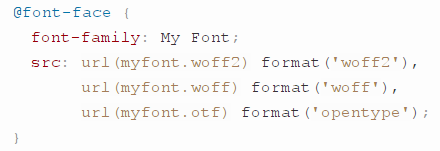 @font-face {
  font-family: My Font;
  src: url(myfont.woff2) format('woff2'),
       url(myfont.woff) format('woff'),
       url(myfont.otf) format('opentype');
}